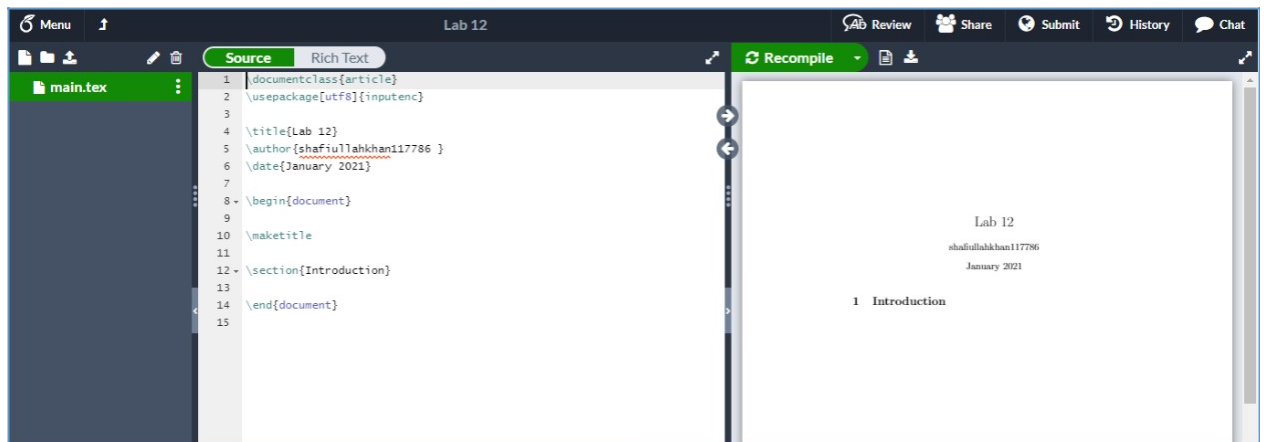 Menu
Lab 12
Review
Share
Submit
History
Chat
Source
Rich Text
Recompile
main.tex
1 \documentclass{article}
2 \usepackage[utf8]{inputenc}
3
4 \title{Lab 12}
5 \author{shafiullahkhan117786 }
6 \date{January 2021}
7
8 \begin{document}
9
10 \maketitle
11
12 \section{Introduction}
13
14 \end{document}
15
Lab 12
shafiullahkhan117786
January 2021
1 Introduction